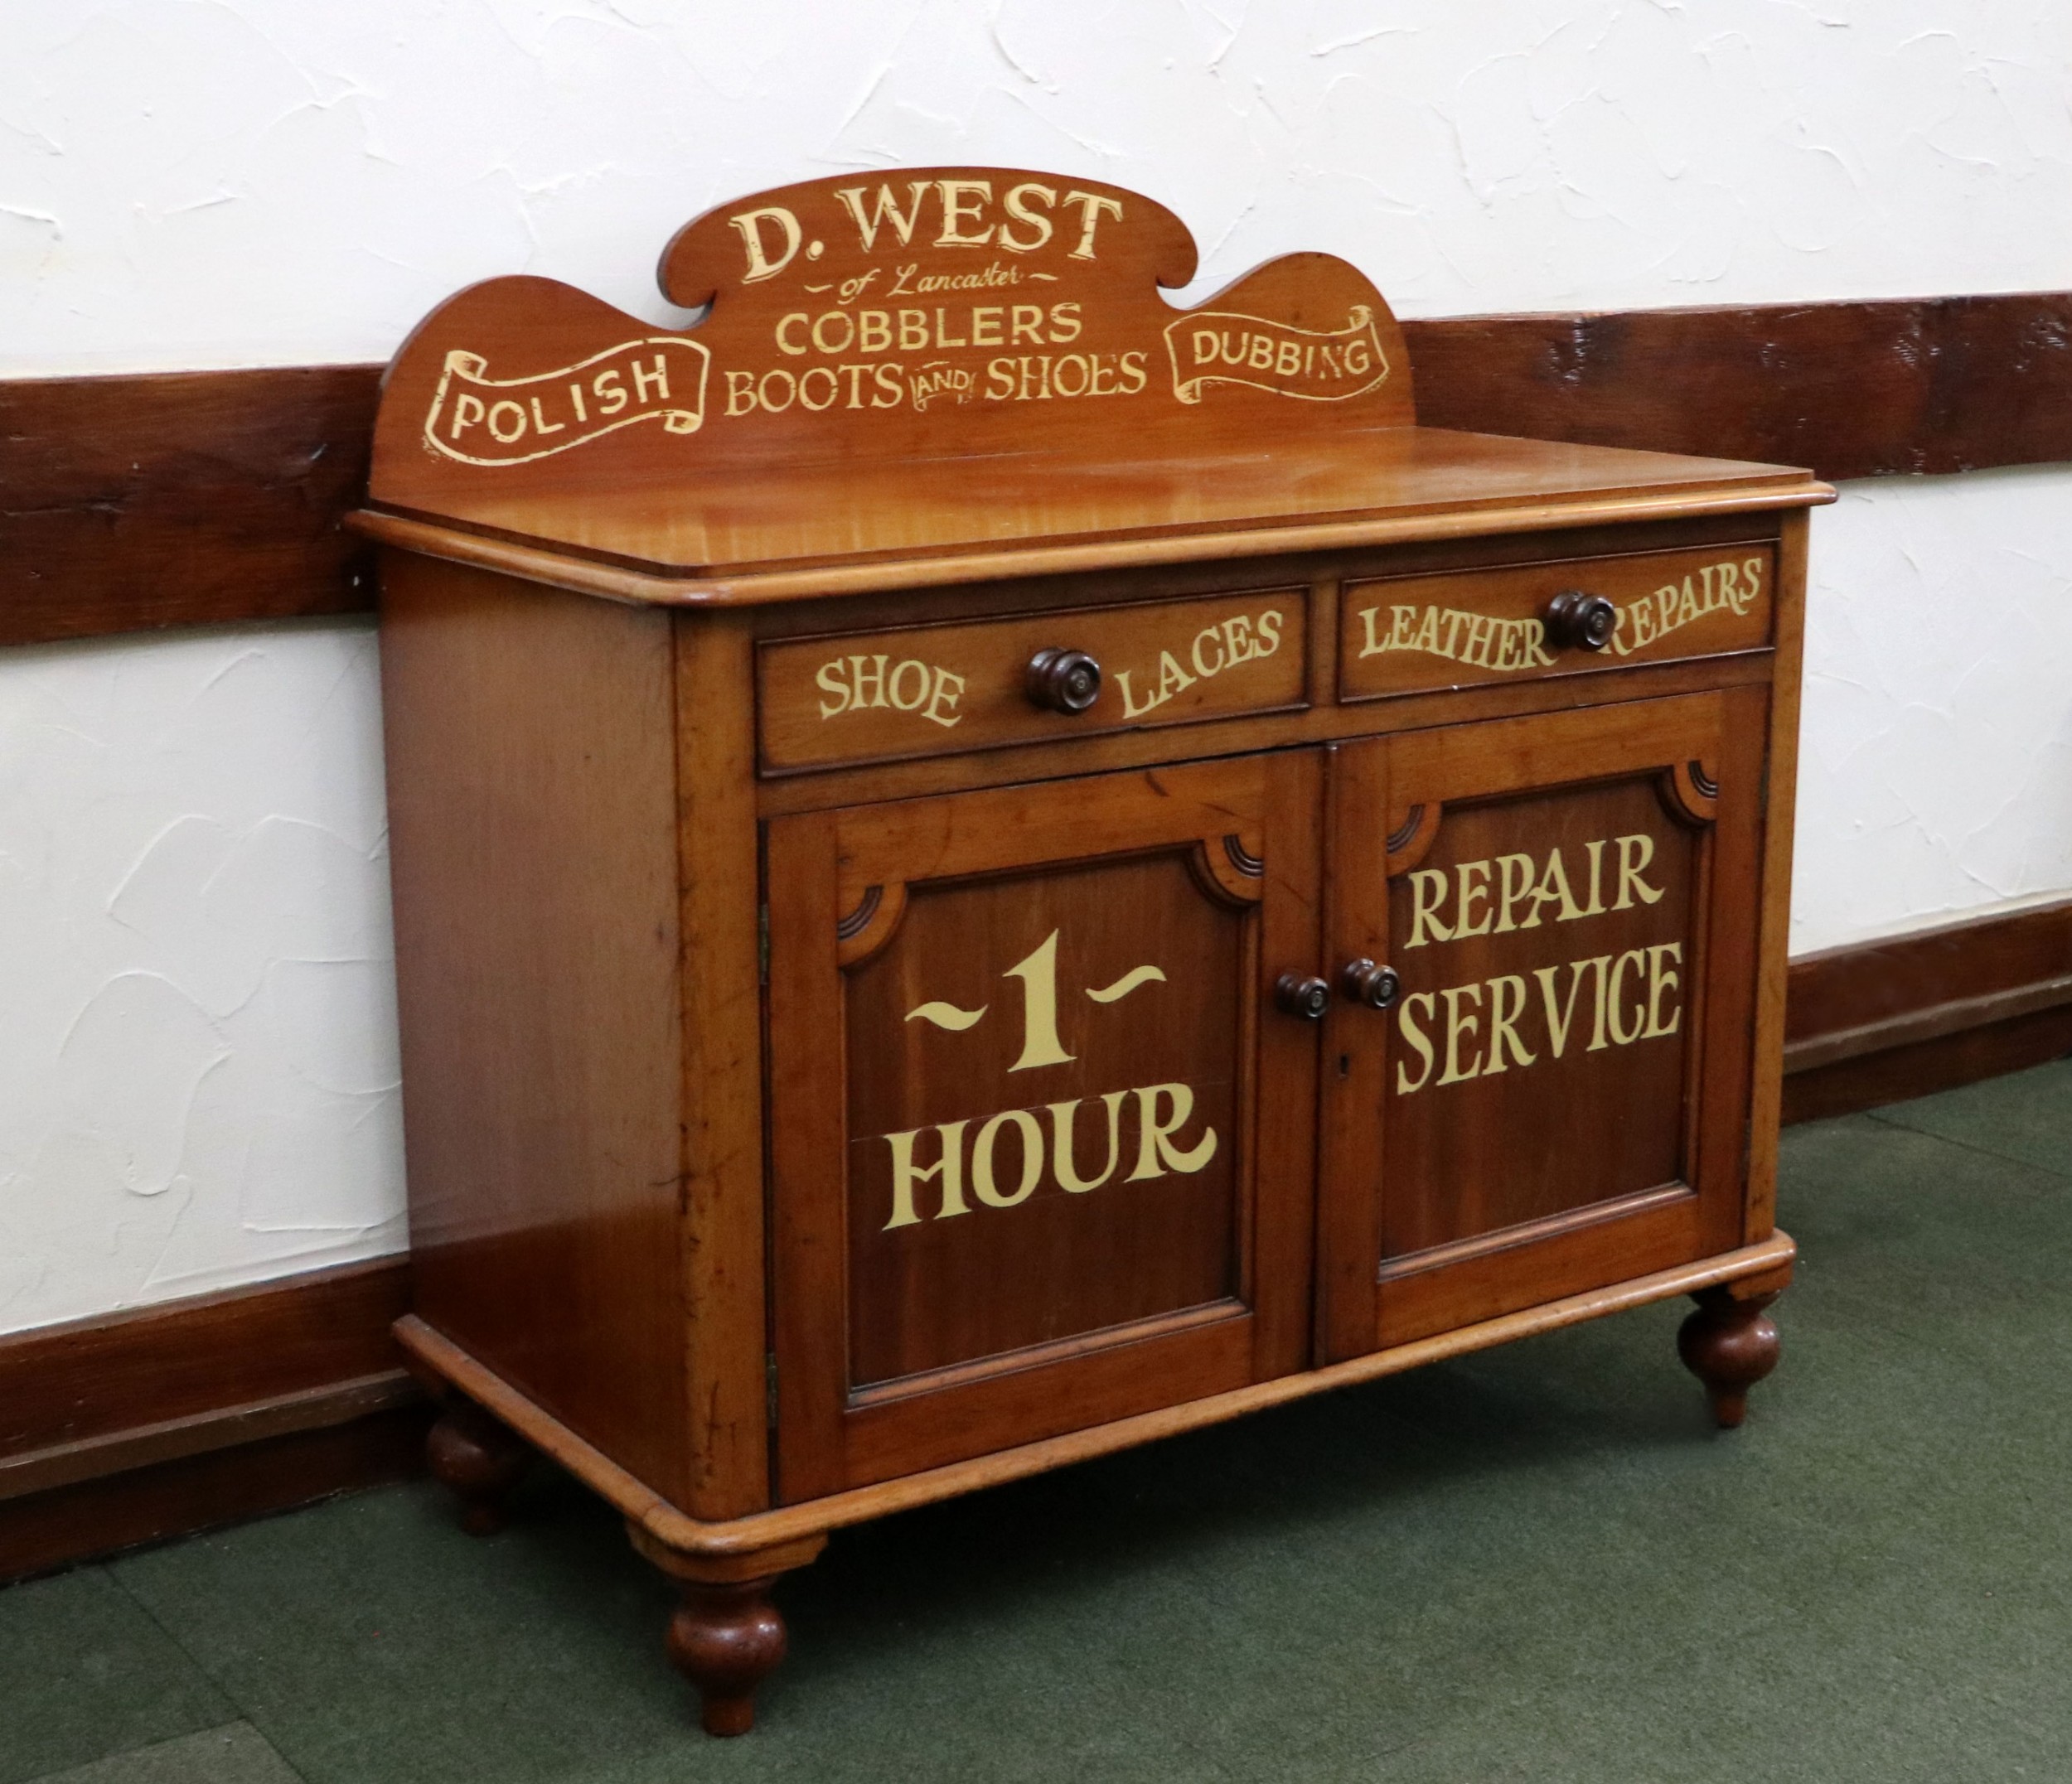 D. WEST
~ of Lancaster ~
COBBLERS
BOOTS AND SHOES
POLISH
DUBBING
SHOE LACES
LEATHER REPAIRS
~1~
HOUR
REPAIR
SERVICE